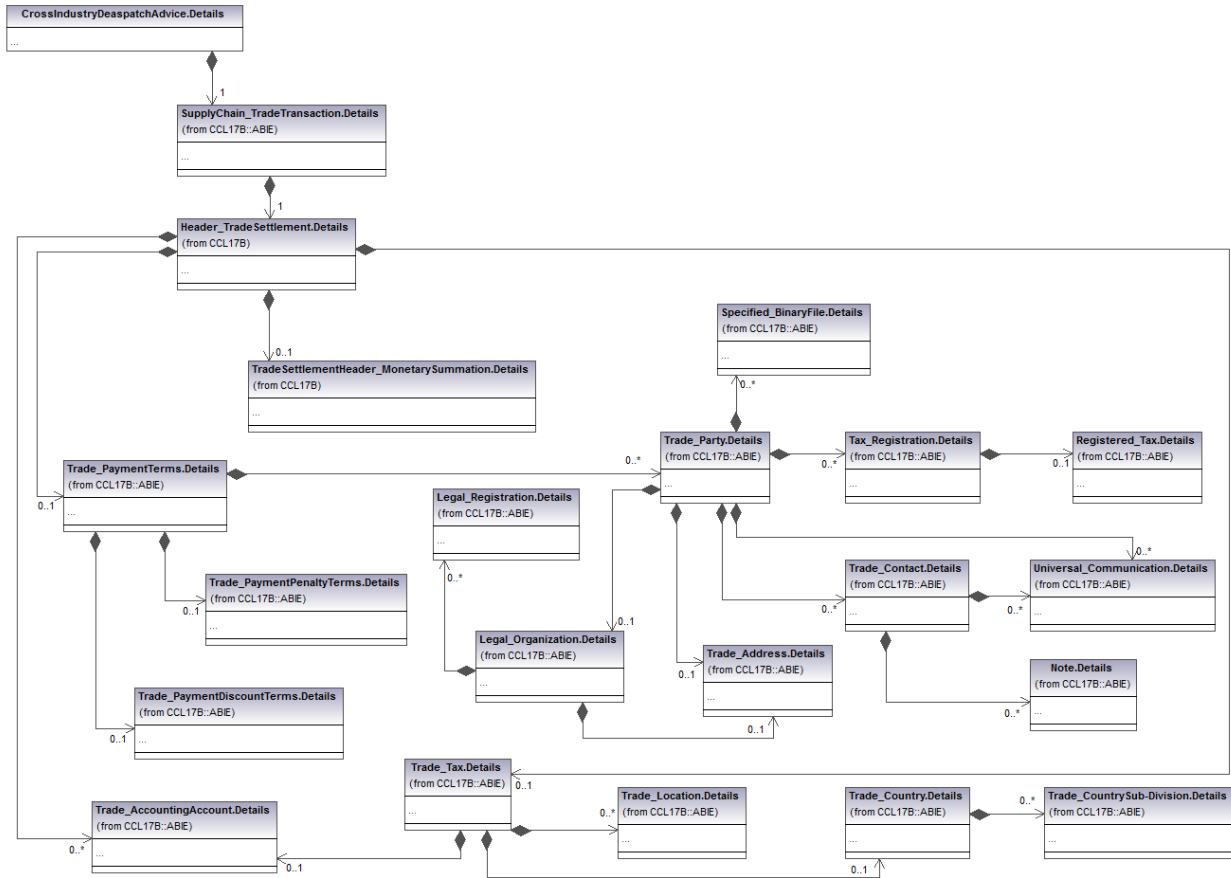 CrossIndustryDeaspatchAdvice.Details
...
1
SupplyChain_TradeTransaction.Details
(from CCL17B::ABIE)
...
1
Header_TradeSettlement.Details
(from CCL17B)
...
0..1
TradeSettlementHeader_MonetarySummation.Details
(from CCL17B)
...
Specified_BinaryFile.Details
(from CCL17B::ABIE)
...
0..*
Trade_Party.Details
(from CCL17B::ABIE)
...
0..*
Tax_Registration.Details
(from CCL17B::ABIE)
...
0..*
Registered_Tax.Details
(from CCL17B::ABIE)
...
0..1
Trade_PaymentTerms.Details
(from CCL17B::ABIE)
...
0..1
Legal_Registration.Details
(from CCL17B::ABIE)
...
0..*
Trade_PaymentPenaltyTerms.Details
(from CCL17B::ABIE)
...
0..1
Trade_Contact.Details
(from CCL17B::ABIE)
...
0..*
Universal_Communication.Details
(from CCL17B::ABIE)
...
0..*
0..*
Legal_Organization.Details
(from CCL17B::ABIE)
...
0..1
Trade_Address.Details
(from CCL17B::ABIE)
...
0..1
0..1
Note.Details
(from CCL17B::ABIE)
...
0..*
Trade_PaymentDiscountTerms.Details
(from CCL17B::ABIE)
...
0..1
Trade_Tax.Details
(from CCL17B::ABIE)
...
0..1
Trade_AccountingAccount.Details
(from CCL17B::ABIE)
...
0..*
0..1
Trade_Location.Details
(from CCL17B::ABIE)
...
0..*
Trade_Country.Details
(from CCL17B::ABIE)
...
0..1
Trade_CountrySub-Division.Details
(from CCL17B::ABIE)
...
0..*